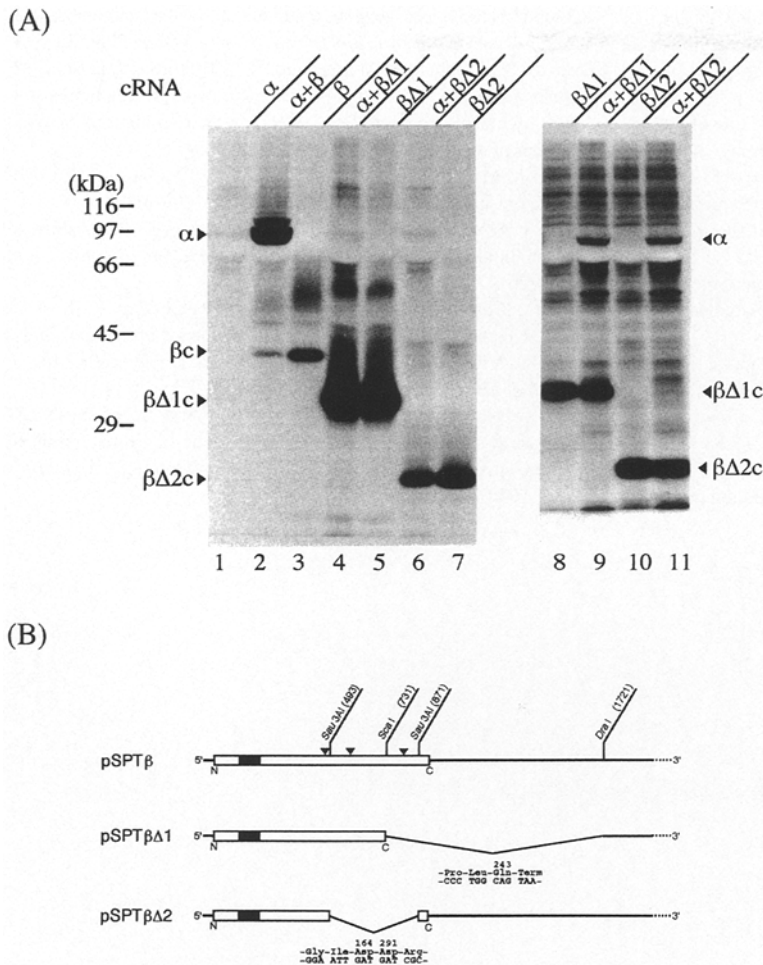 (A)
cRNA
α
α+β
β
α+βΔ1
βΔ1
α+βΔ2
βΔ2
βΔ1
α+βΔ1
βΔ2
α+βΔ2
(kDa)
116
97
66
45
29
α
βc
βΔ1c
βΔ2c
α
βΔ1c
βΔ2c
1 2 3 4 5 6 7
8 9 10 11
(B)
Sau3AI (493)
ScaI (731)
Sau3AI (871)
DraI (1721)
pSPTβ 5' N C 3'
pSPTβΔ1 5' N C 3'
243
-Pro-Leu-Gln-Term
-CCC TGG CAG TAA-
pSPTβΔ2 5' N C 3'
164 291
-Gly-Ile-Asp-Asp-Arg-
-GGA ATT GAT GAT CGC-